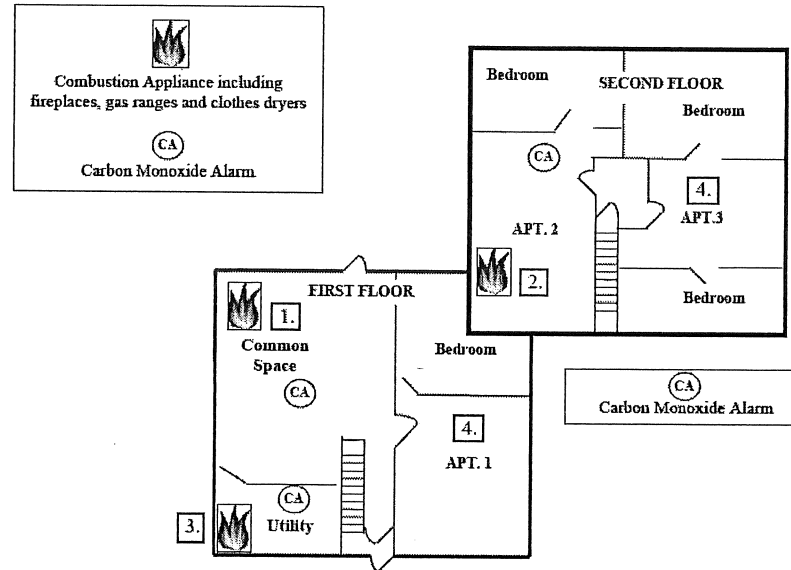 Combustion Appliance including
fireplaces, gas ranges and clothes dryers
CA
Carbon Monoxide Alarm
Bedroom
SECOND FLOOR
Bedroom
CA
4.
APT. 2
APT.3
2.
Bedroom
FIRST FLOOR
1.
Common
Space
Bedroom
CA
4.
APT. 1
CA
3.
Utility
CA
Carbon Monoxide Alarm